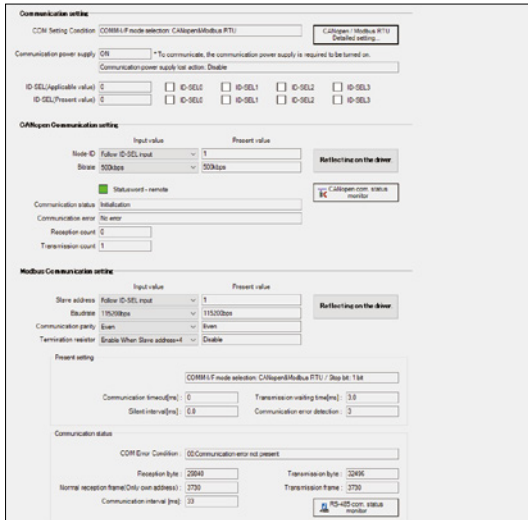 Communication setting
COM Setting Condition COMM-I/F mode selection: CANopen&Modbus RTU CANopen / Modbus RTU
Detailed setting...
Communication power supply ON * To communicate, the communication power supply is required to be turned on.
Communication power supply lost action: Disable
ID-SEL(Applicable value) 0 ID-SEL0 ID-SEL1 ID-SEL2 ID-SEL3
ID-SEL(Present value) 0 ID-SEL0 ID-SEL1 ID-SEL2 ID-SEL3
CANopen Communication setting
Input value Present value
Node-ID Follow ID-SEL input 1 Reflecting on the driver.
Bitrate 500kbps 500kbps
Statusword - remote CANopen com. status
monitor
Communication status Initialization
Communication error No error
Reception count 0
Transmission count 1
Modbus Communication setting
Input value Present value
Slave address Follow ID-SEL input 1 Reflecting on the driver.
Baudrate 115200bps 115200bps
Communication parity Even Even
Termination resistor Enable When Slave address=4 Disable
Present setting
COMM-I/F mode selection: CANopen&Modbus RTU / Stop bit: 1 bit
Communication timeout[ms] : 0 Transmission waiting time[ms] : 3.0
Silent interval[ms] : 0.0 Communication error detection : 3
Communication status
COM Error Condition : 00:Communication error not present
Reception byte : 29840 Transmission byte : 32486
Normal reception frame(Only own address) : 3730 Transmission frame : 3730
Communication interval [ms] : 33 RS-485 com. status
monitor